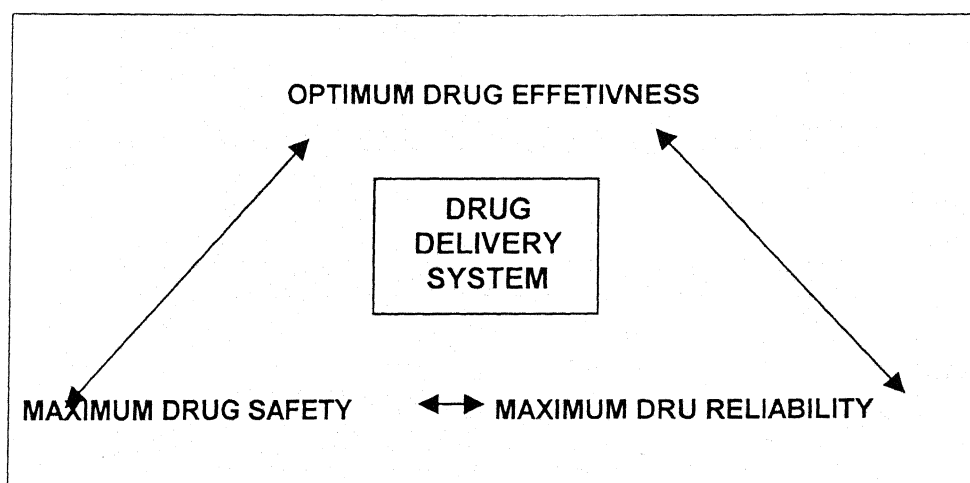 OPTIMUM DRUG EFFETIVNESS
DRUG
DELIVERY
SYSTEM
MAXIMUM DRUG SAFETY
MAXIMUM DRU RELIABILITY